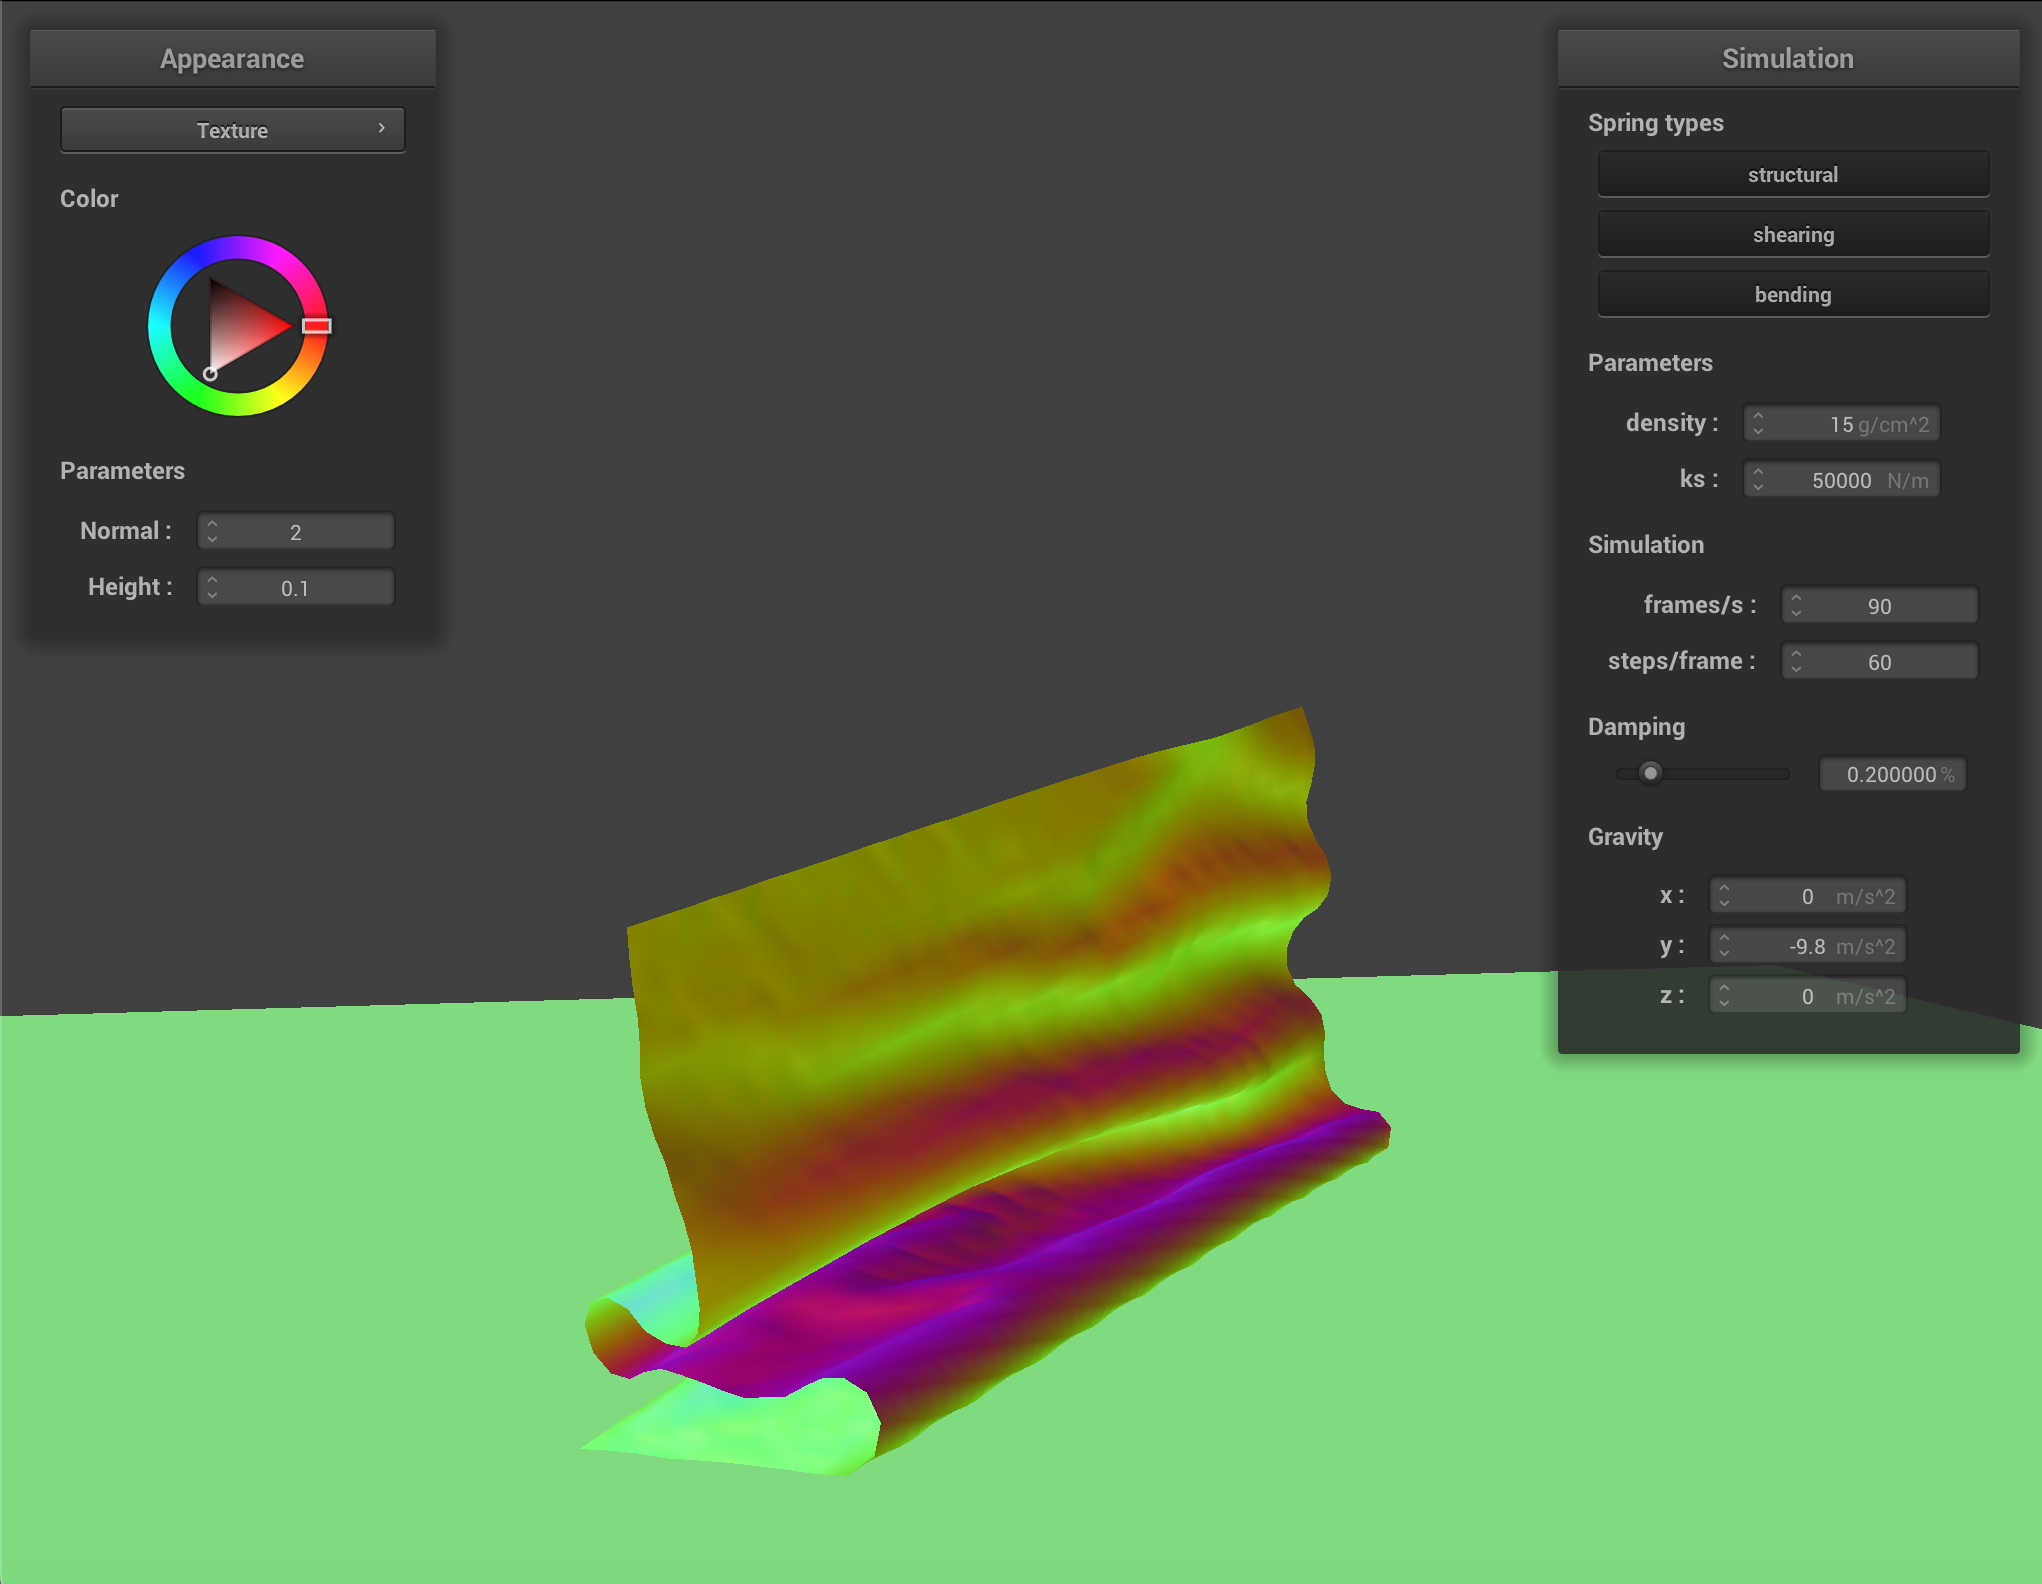 Appearance
Texture
Color
Parameters
Normal : 2
Height : 0.1
Simulation
Spring types
structural
shearing
bending
Parameters
density : 15 g/cm^2
ks : 50000 N/m
Simulation
frames/s : 90
steps/frame : 60
Damping
0.200000 %
Gravity
x : 0 m/s^2
y : -9.8 m/s^2
z : 0 m/s^2